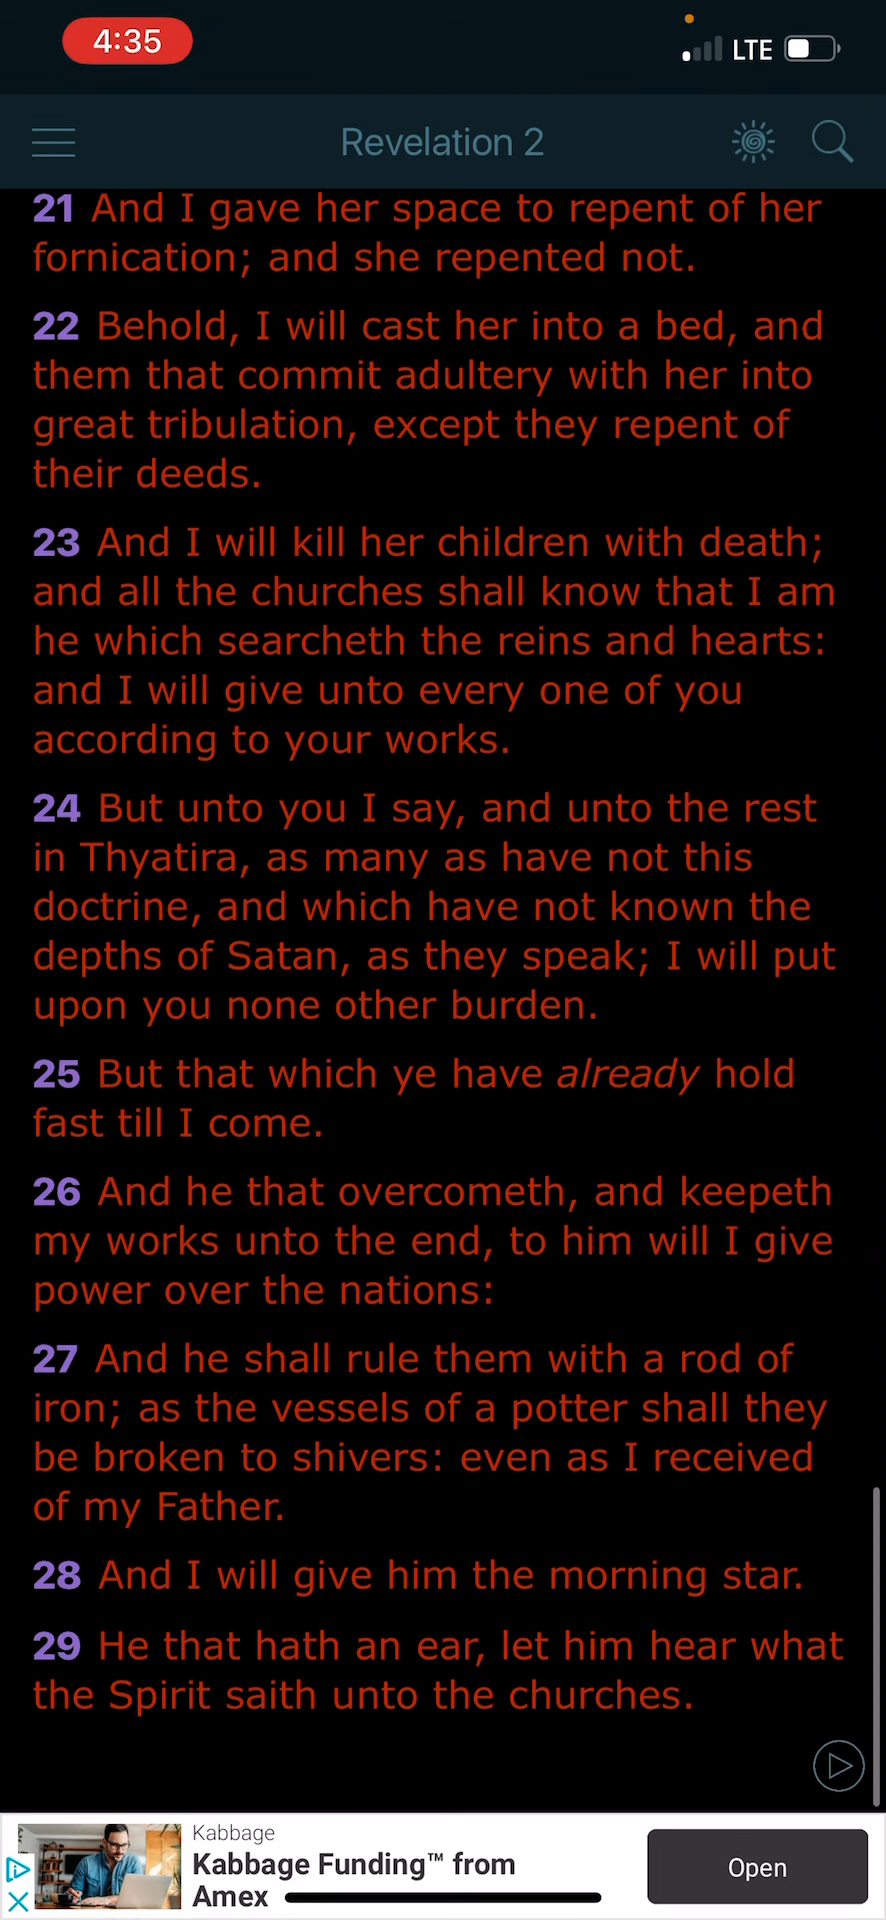 4:35
LTE
Revelation 2
21 And I gave her space to repent of her
fornication; and she repented not.
22 Behold, I will cast her into a bed, and
them that commit adultery with her into
great tribulation, except they repent of
their deeds.
23 And I will kill her children with death;
and all the churches shall know that I am
he which searcheth the reins and hearts:
and I will give unto every one of you
according to your works.
24 But unto you I say, and unto the rest
in Thyatira, as many as have not this
doctrine, and which have not known the
depths of Satan, as they speak; I will put
upon you none other burden.
25 But that which ye have already hold
fast till I come.
26 And he that overcometh, and keepeth
my works unto the end, to him will I give
power over the nations:
27 And he shall rule them with a rod of
iron; as the vessels of a potter shall they
be broken to shivers: even as I received
of my Father.
28 And I will give him the morning star.
29 He that hath an ear, let him hear what
the Spirit saith unto the churches.
Kabbage
Kabbage Funding™ from
Amex
Open